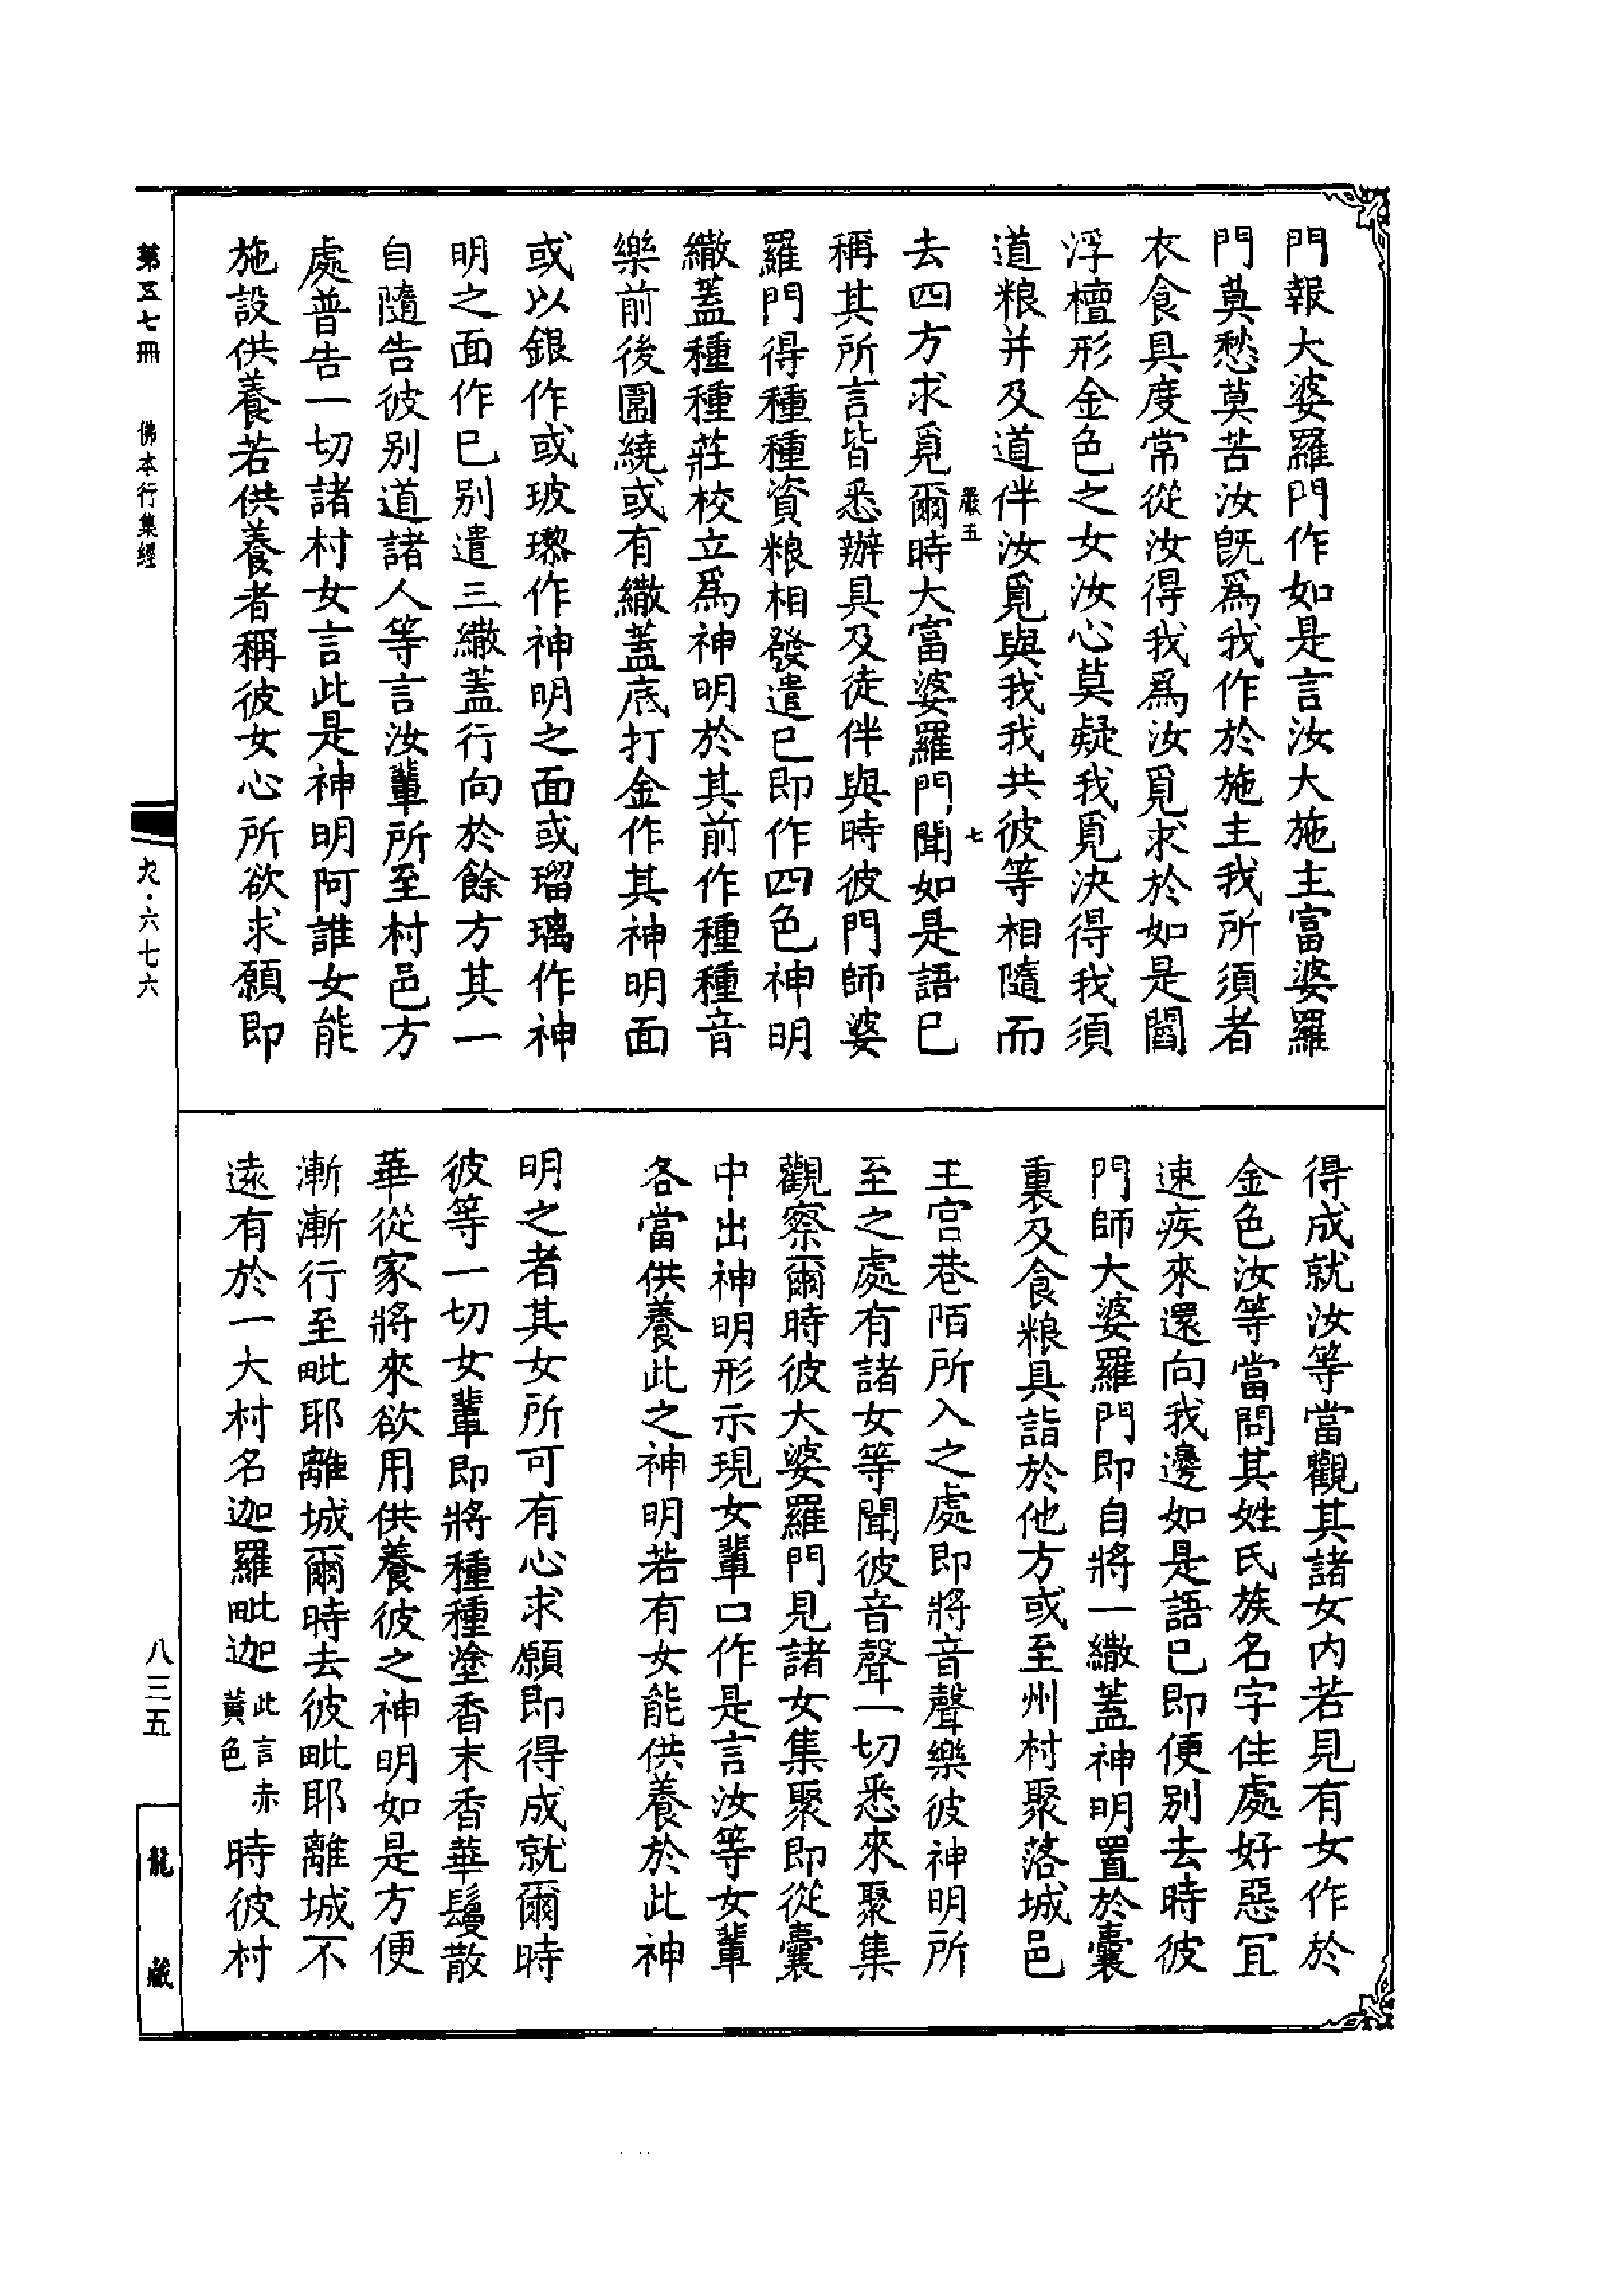 門報大婆羅門作如是言汝大施主富婆羅
門莫愁莫苦汝旣爲我作於施主我所須者
衣食具度常從汝得我爲汝覓求於如是閻
浮檀形金色之女汝心莫疑我覓決得我須
道粮并及道伴汝覓與我我共彼等相隨而
嚴五 七
去四方求覓爾時大富婆羅門聞如是語已
稱其所言皆悉辦具及徒伴與時彼門師婆
羅門得種種資粮相發遣已即作四色神明
繖蓋種種莊校立爲神明於其前作種種音
樂前後圍繞或有繖蓋底打金作其神明面
或以銀作或玻瓈作神明之面或瑠璃作神
明之面作已别遣三繖蓋行向於餘方其一
自隨告彼别道諸人等言汝輩所至村邑方
處普告一切諸村女言此是神明阿誰女能
施設供養若供養者稱彼女心所欲求願即
得成就汝等當觀其諸女内若見有女作於
金色汝等當問其姓氏族名字住處好惡冝
速疾來還向我邊如是語已即便别去時彼
門師大婆羅門即自將一繖蓋神明置於囊
裏及食粮具詣於他方或至州村聚落城邑
王宫巷陌所入之處即將音聲樂彼神明所
至之處有諸女等聞彼音聲一切悉來聚集
觀察爾時彼大婆羅門見諸女集聚即從囊
中出神明形示現女輩口作是言汝等女輩
各當供養此之神明若有女能供養於此神
明之者其女所可有心求願即得成就爾時
彼等一切女輩即將種種塗香末香華鬘散
華從家將來欲用供養彼之神明如是方便
漸漸行至毗耶離城爾時去彼毗耶離城不
遠有於一大村名迦羅毗迦此言赤黄色時彼村
第五七冊 佛本行集經
九·六七六
八三五
龍藏